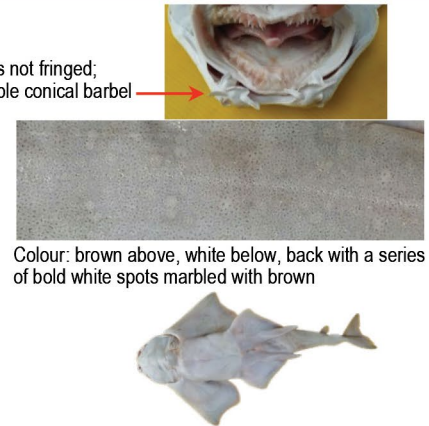 s not fringed;
ple conical barbel
Colour: brown above, white below, back with a series
of bold white spots marbled with brown